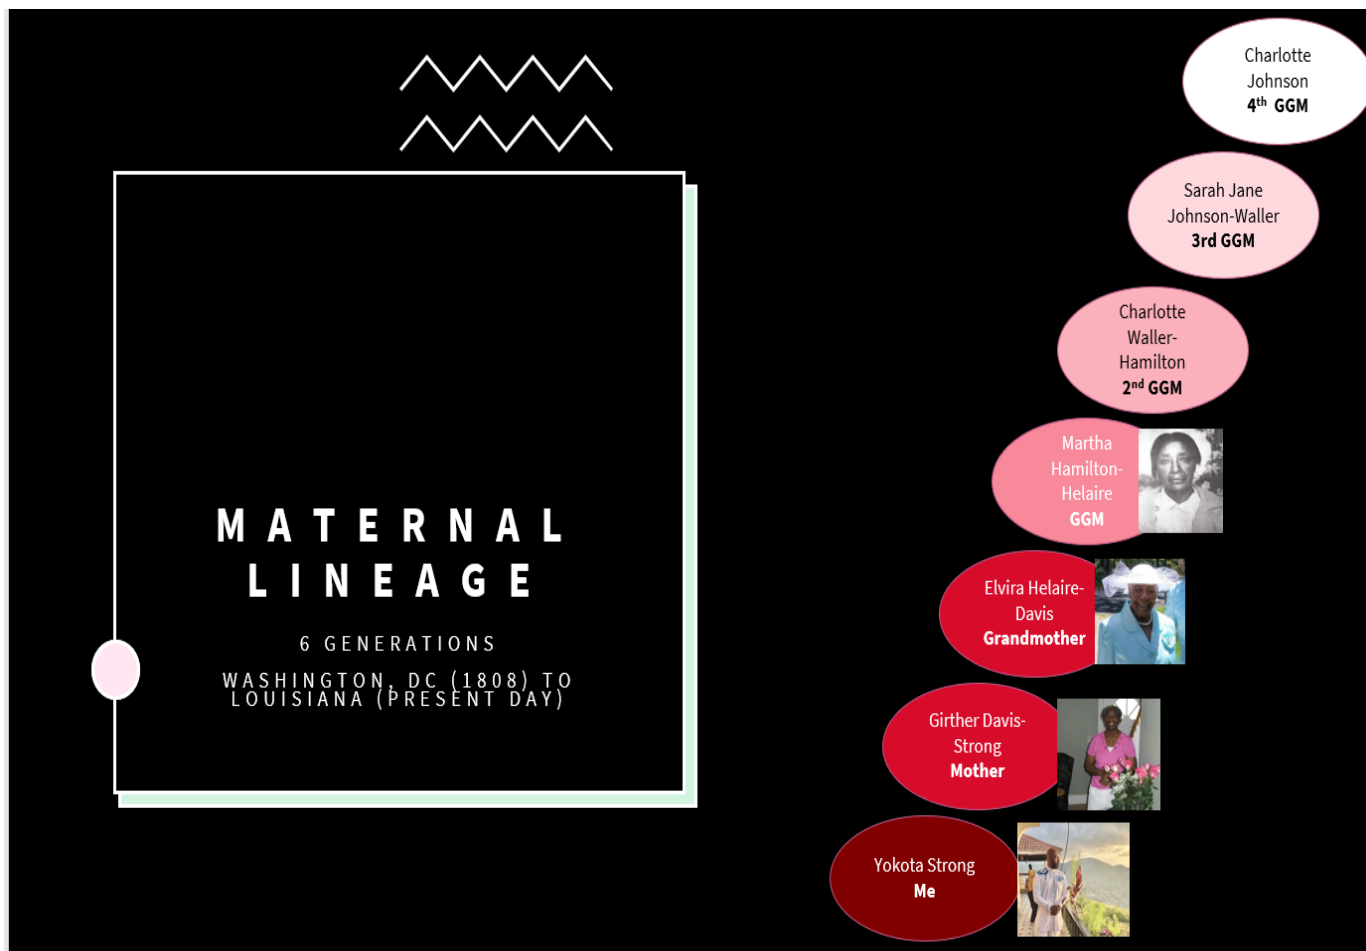 MATERNAL
LINEAGE
6 GENERATIONS
WASHINGTON, DC (1808) TO
LOUISIANA (PRESENT DAY)
Charlotte
Johnson
4th GGM
Sarah Jane
Johnson-Waller
3rd GGM
Charlotte
Waller-
Hamilton
2nd GGM
Martha
Hamilton-
Helaire
GGM
Elvira Helaire-
Davis
Grandmother
Girther Davis-
Strong
Mother
Yokota Strong
Me